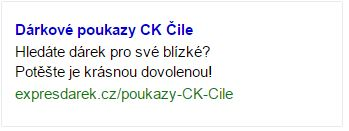 Dárkové poukazy CK Čile
Hledáte dárek pro své blízké?
Potěšte je krásnou dovolenou!
expresdarek.cz/poukazy-CK-Cile